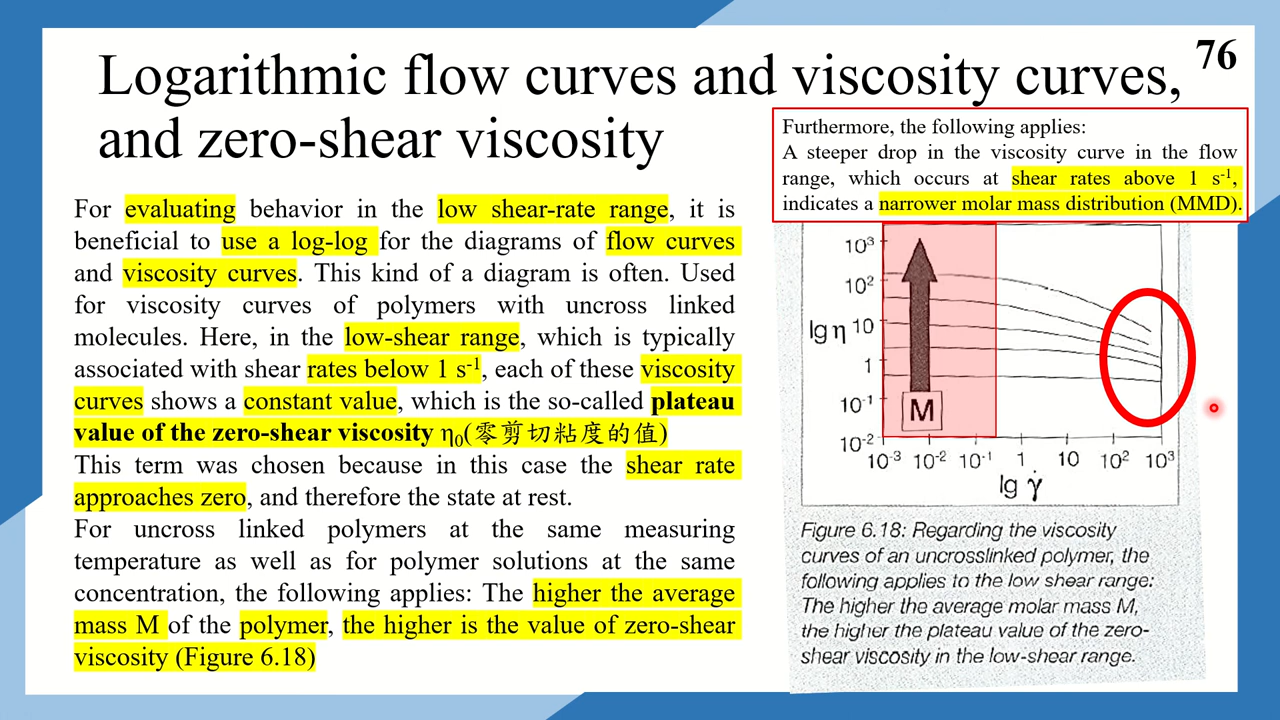 76
Logarithmic flow curves and viscosity curves,
and zero-shear viscosity
For evaluating behavior in the low shear-rate range, it is
beneficial to use a log-log for the diagrams of flow curves
and viscosity curves. This kind of a diagram is often. Used
for viscosity curves of polymers with uncross linked
molecules. Here, in the low-shear range, which is typically
associated with shear rates below 1 s⁻¹, each of these viscosity
curves shows a constant value, which is the so-called plateau
value of the zero-shear viscosity η₀(零剪切粘度的值)
This term was chosen because in this case the shear rate
approaches zero, and therefore the state at rest.
For uncross linked polymers at the same measuring
temperature as well as for polymer solutions at the same
concentration, the following applies: The higher the average
mass M of the polymer, the higher is the value of zero-shear
viscosity (Figure 6.18)
Furthermore, the following applies:
A steeper drop in the viscosity curve in the flow
range, which occurs at shear rates above 1 s⁻¹,
indicates a narrower molar mass distribution (MMD).
10³
10²
lg η 10
1
10⁻¹
M
10⁻²
10⁻³ 10⁻² 10⁻¹ 1 10 10² 10³
lg γ̇
Figure 6.18: Regarding the viscosity
curves of an uncrosslinked polymer, the
following applies to the low shear range:
The higher the average molar mass M,
the higher the plateau value of the zero-
shear viscosity in the low-shear range.